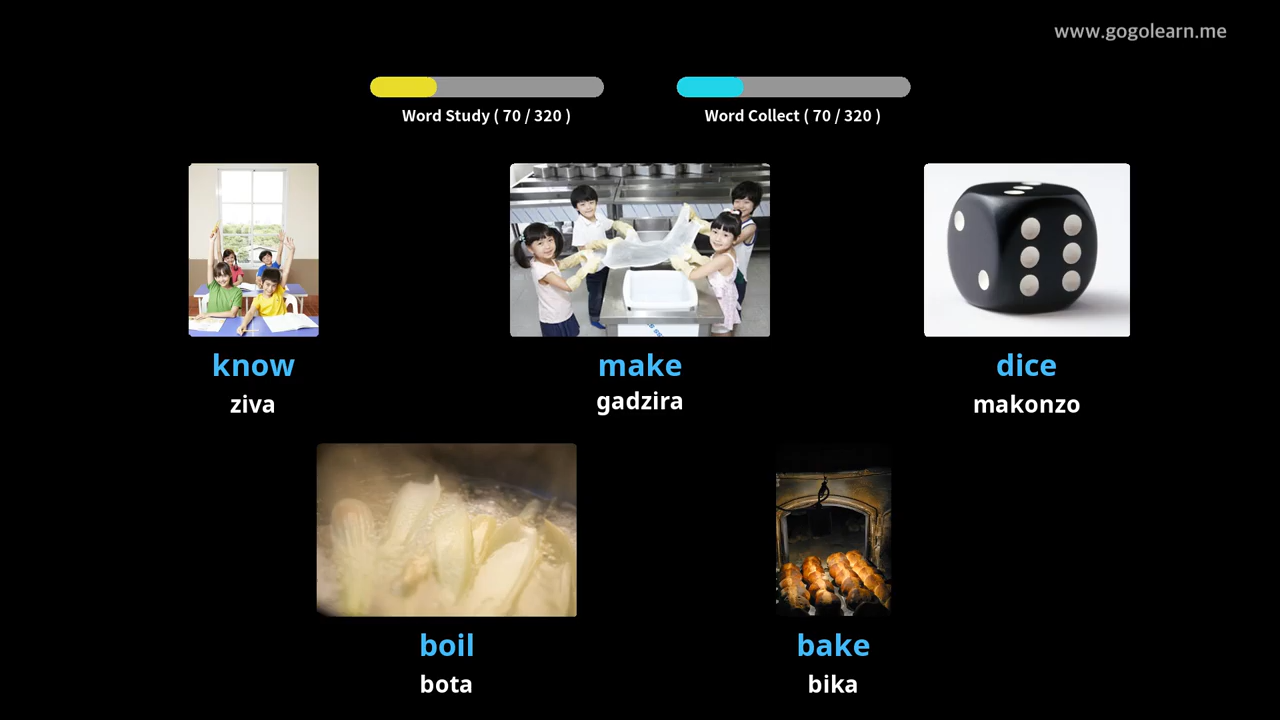 www.gogolearn.me
Word Study ( 70 / 320 )
Word Collect ( 70 / 320 )
know
ziva
make
gadzira
dice
makonzo
boil
bota
bake
bika